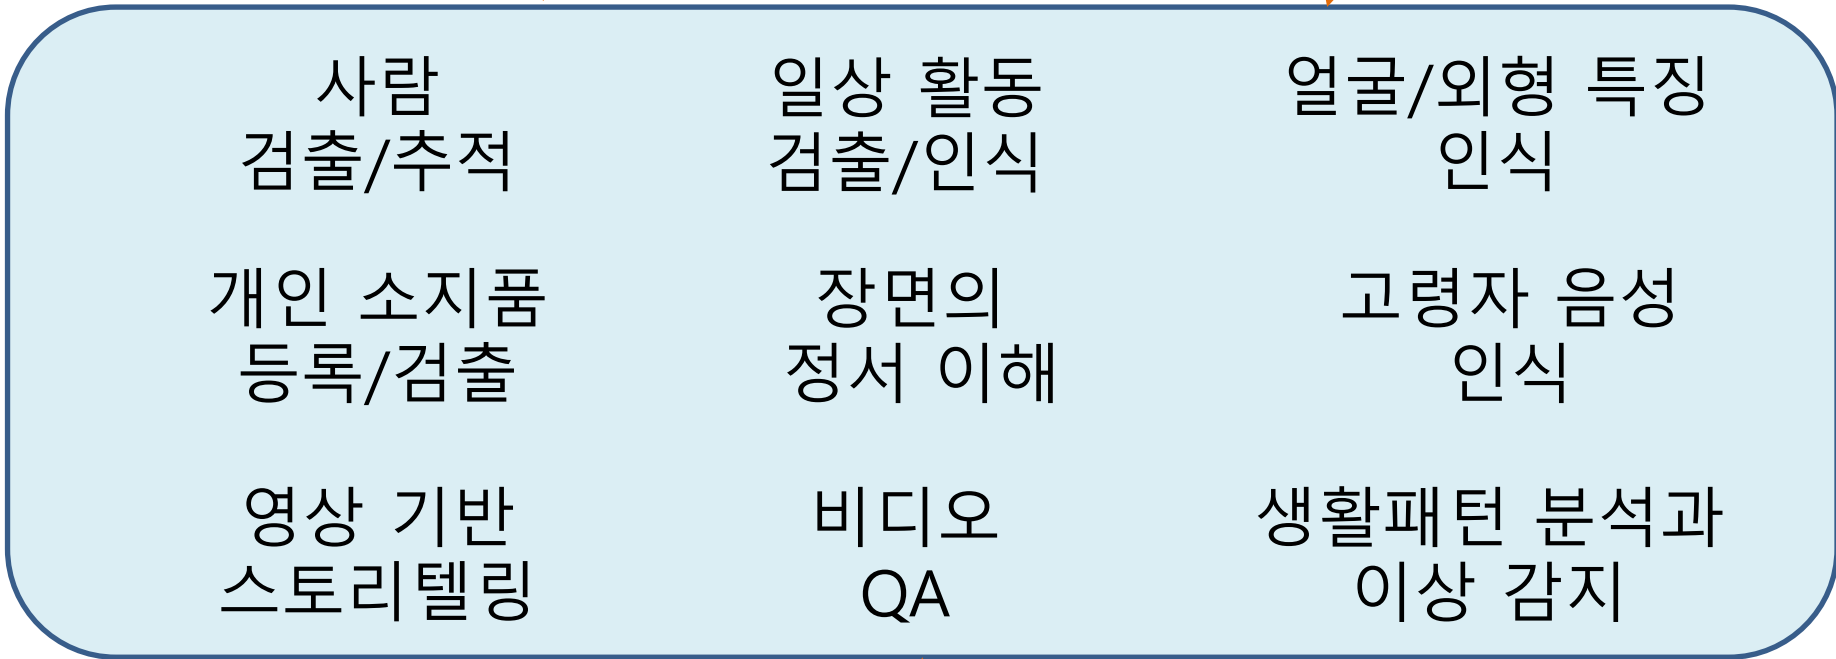 사람
검출/추적
일상 활동
검출/인식
얼굴/외형 특징
인식
개인 소지품
등록/검출
장면의
정서 이해
고령자 음성
인식
영상 기반
스토리텔링
비디오
QA
생활패턴 분석과
이상 감지